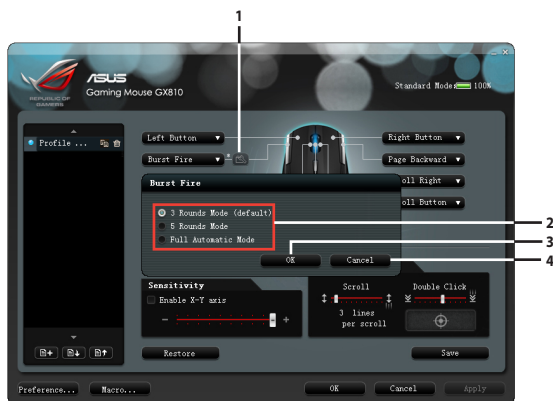 1
ASUS
Gaming Mouse GX810
REPUBLIC OF
GAMERS
Standard Mode: 100%
Profile ...
Left Button
Right Button
Burst Fire
Page Backward
oll Right
oll Button
Burst Fire
3 Rounds Mode (default)
5 Rounds Mode
Full Automatic Mode
2
OK
3
Cancel
4
Sensitivity
Enable X-Y axis
- +
Scroll
3 lines
per scroll
Double Click
Restore
Save
Preference...
Macro...
OK
Cancel
Apply